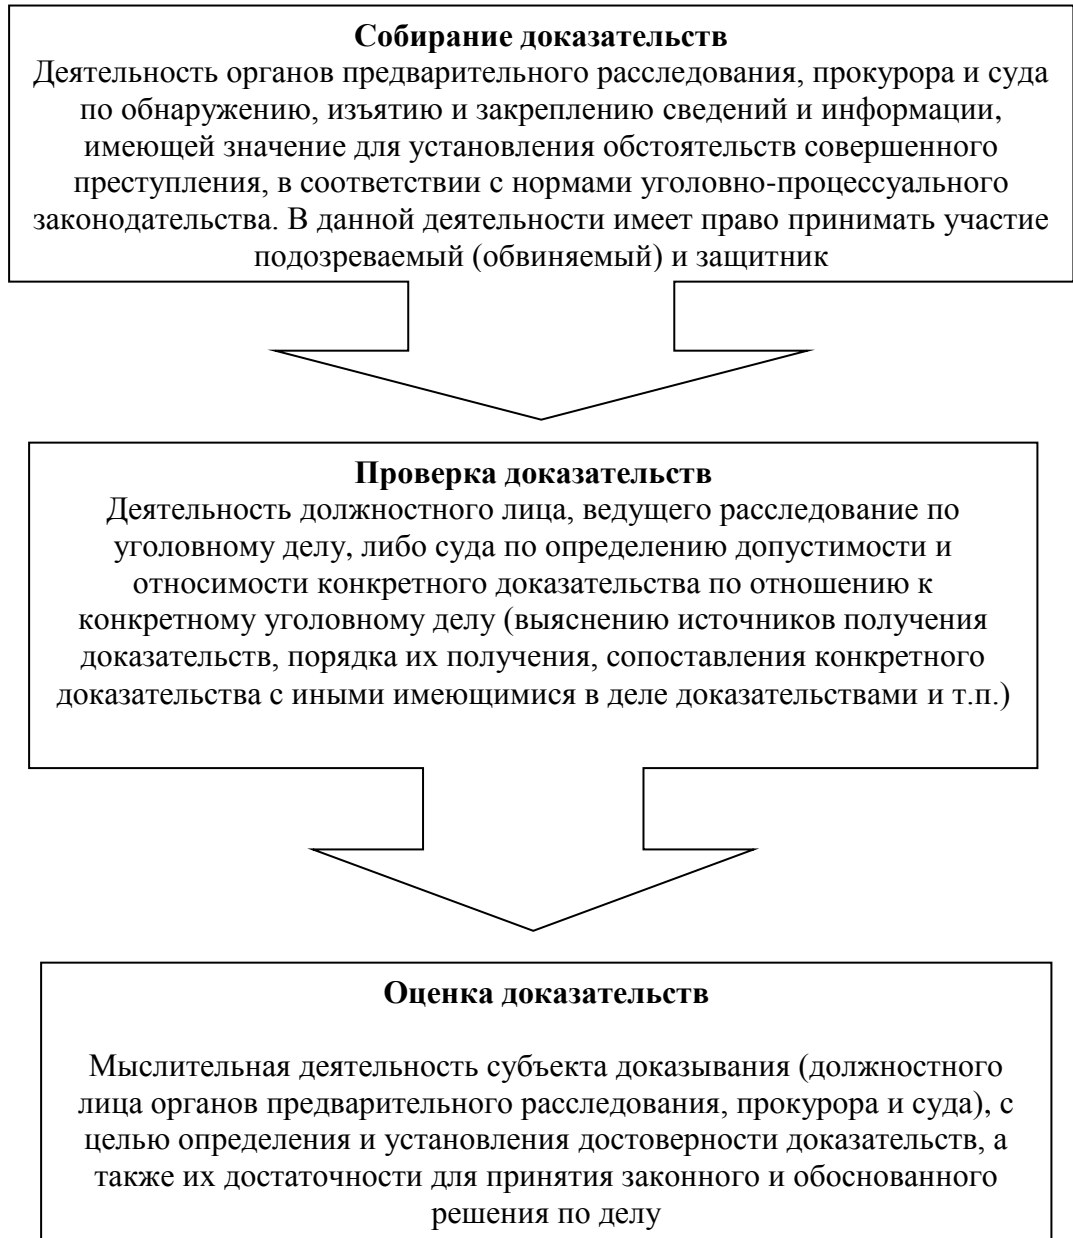 Собирание доказательств
Деятельность органов предварительного расследования, прокурора и суда
по обнаружению, изъятию и закреплению сведений и информации,
имеющей значение для установления обстоятельств совершенного
преступления, в соответствии с нормами уголовно-процессуального
законодательства. В данной деятельности имеет право принимать участие
подозреваемый (обвиняемый) и защитник
Проверка доказательств
Деятельность должностного лица, ведущего расследование по
уголовному делу, либо суда по определению допустимости и
относимости конкретного доказательства по отношению к
конкретному уголовному делу (выяснению источников получения
доказательств, порядка их получения, сопоставления конкретного
доказательства с иными имеющимися в деле доказательствами и т.п.)
Оценка доказательств
Мыслительная деятельность субъекта доказывания (должностного
лица органов предварительного расследования, прокурора и суда), с
целью определения и установления достоверности доказательств, а
также их достаточности для принятия законного и обоснованного
решения по делу